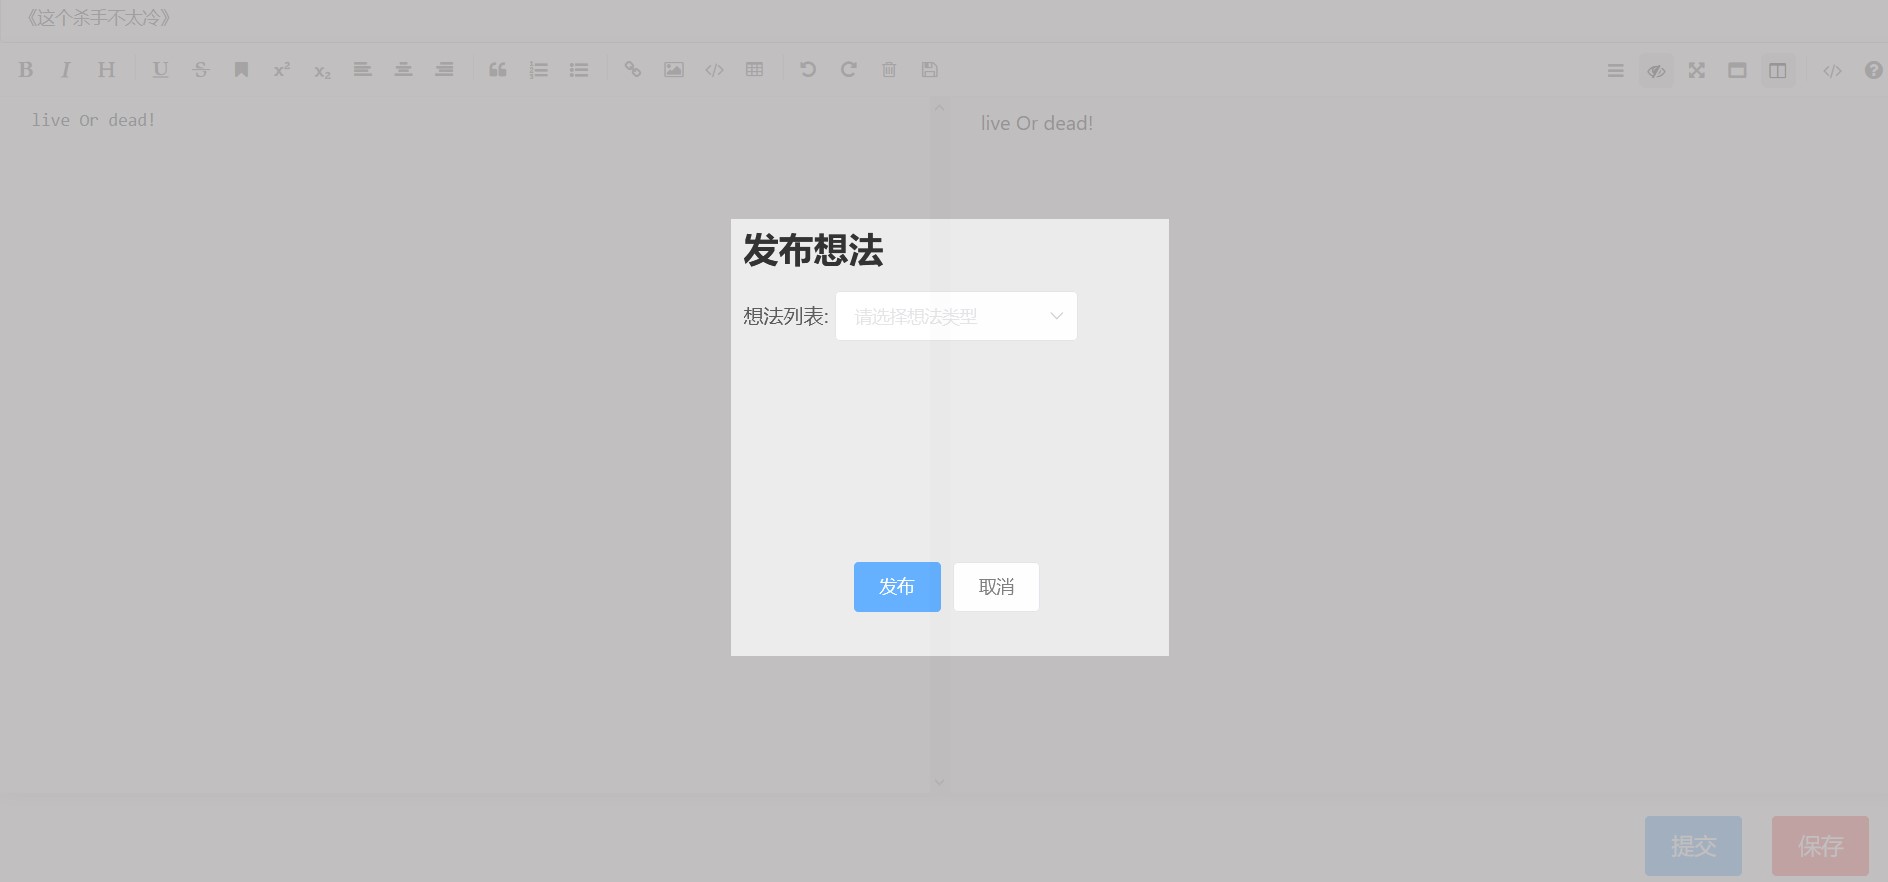 《这个杀手不太冷》
B I H U S x² x₂
live Or dead!
live Or dead!
发布想法
想法列表: 请选择想法类型
发布 取消
提交 保存